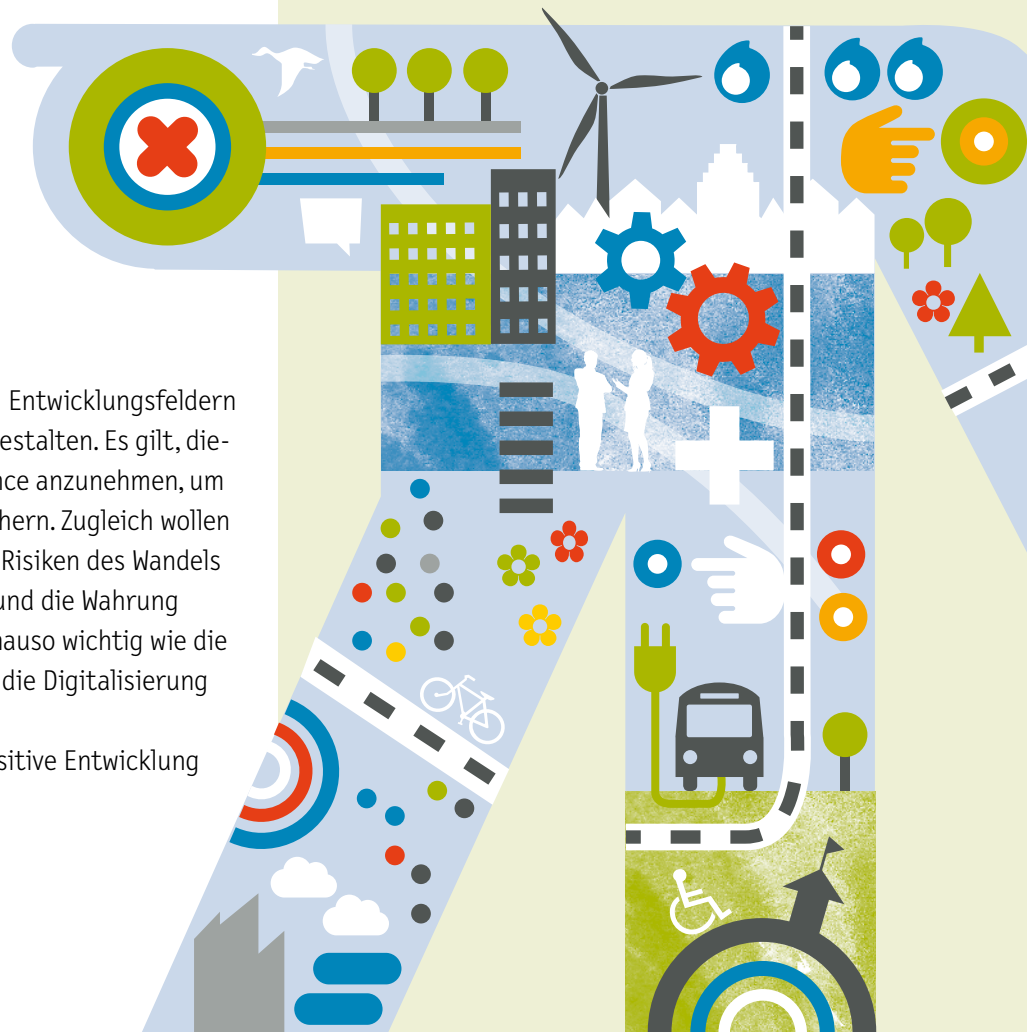 Entwicklungsfeldern
estalten. Es gilt, die-
nce anzunehmen, um
hern. Zugleich wollen
Risiken des Wandels
und die Wahrung
nauso wichtig wie die
die Digitalisierung
sitive Entwicklung